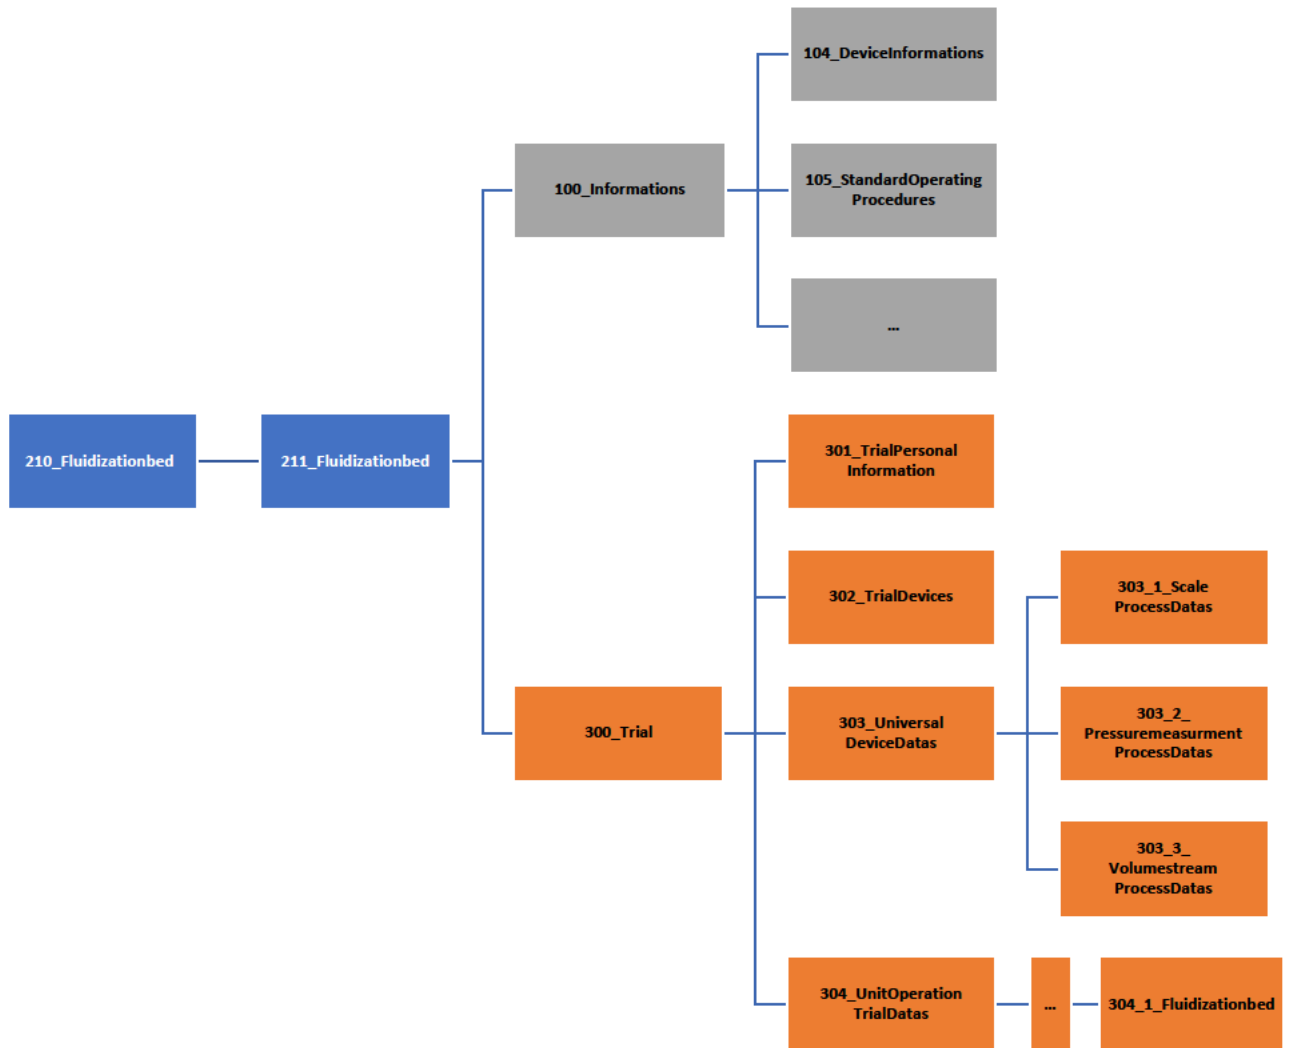 104_DeviceInformations
100_Informations
105_StandardOperating
Procedures
...
210_Fluidizationbed
211_Fluidizationbed
301_TrialPersonal
Information
302_TrialDevices
303_1_Scale
ProcessDatas
300_Trial
303_Universal
DeviceDatas
303_2_
Pressuremeasurment
ProcessDatas
303_3_
Volumestream
ProcessDatas
304_UnitOperation
TrialDatas
...
304_1_Fluidizationbed